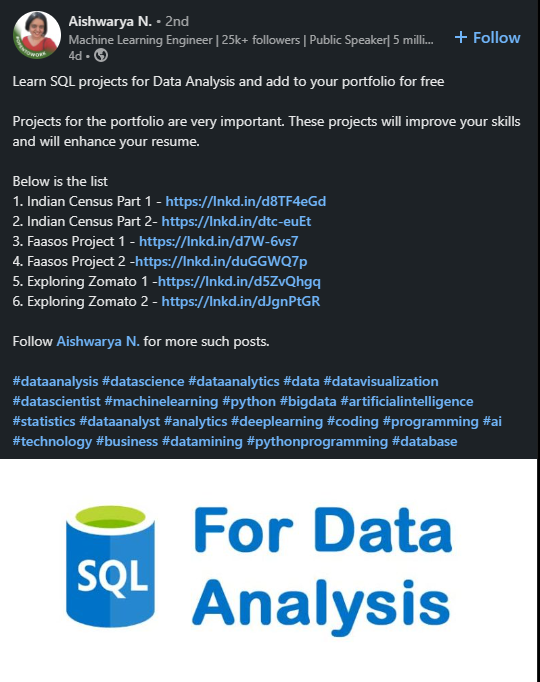 Aishwarya N. • 2nd
Machine Learning Engineer | 25k+ followers | Public Speaker| 5 milli...
4d •
+ Follow
Learn SQL projects for Data Analysis and add to your portfolio for free
Projects for the portfolio are very important. These projects will improve your skills
and will enhance your resume.
Below is the list
1. Indian Census Part 1 - https://lnkd.in/d8TF4eGd
2. Indian Census Part 2- https://lnkd.in/dtc-euEt
3. Faasos Project 1 - https://lnkd.in/d7W-6vs7
4. Faasos Project 2 -https://lnkd.in/duGGWQ7p
5. Exploring Zomato 1 -https://lnkd.in/d5ZvQhgq
6. Exploring Zomato 2 - https://lnkd.in/dJgnPtGR
Follow Aishwarya N. for more such posts.
#dataanalysis #datascience #dataanalytics #data #datavisualization
#datascientist #machinelearning #python #bigdata #artificialintelligence
#statistics #dataanalyst #analytics #deeplearning #coding #programming #ai
#technology #business #datamining #pythonprogramming #database
SQL
For Data
Analysis